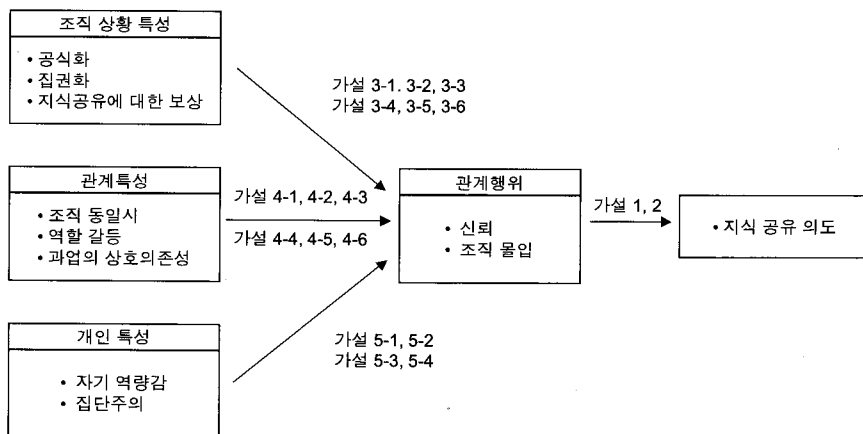 조직 상황 특성
• 공식화
• 집권화
• 지식공유에 대한 보상
가설 3-1. 3-2, 3-3
가설 3-4, 3-5, 3-6
관계특성
• 조직 동일시
• 역할 갈등
• 과업의 상호의존성
가설 4-1, 4-2, 4-3
가설 4-4, 4-5, 4-6
관계행위
• 신뢰
• 조직 몰입
가설 1, 2
• 지식 공유 의도
개인 특성
• 자기 역량감
• 집단주의
가설 5-1, 5-2
가설 5-3, 5-4